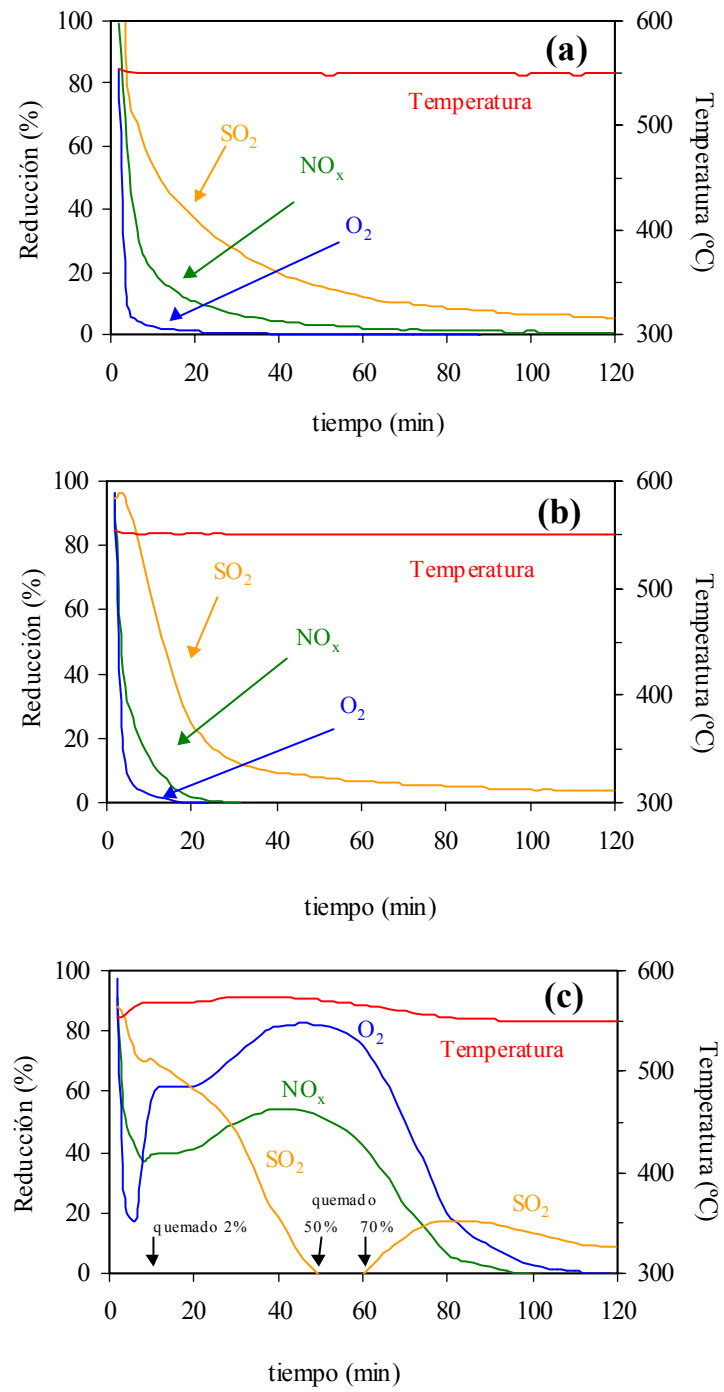 (a)
Reducción (%)
Temperatura (ºC)
100
80
60
40
20
0
600
500
400
300
Temperatura
SO2
NOx
O2
0 20 40 60 80 100 120
tiempo (min)
(b)
Reducción (%)
Temperatura (ºC)
100
80
60
40
20
0
600
500
400
300
SO2
Temperatura
NOx
O2
0 20 40 60 80 100 120
tiempo (min)
(c)
Reducción (%)
Temperatura (ºC)
100
80
60
40
20
0
600
500
400
300
O2
Temperatura
NOx
SO2
quemado
SO2
quemado 2% 50% 70%
0 20 40 60 80 100 120
tiempo (min)